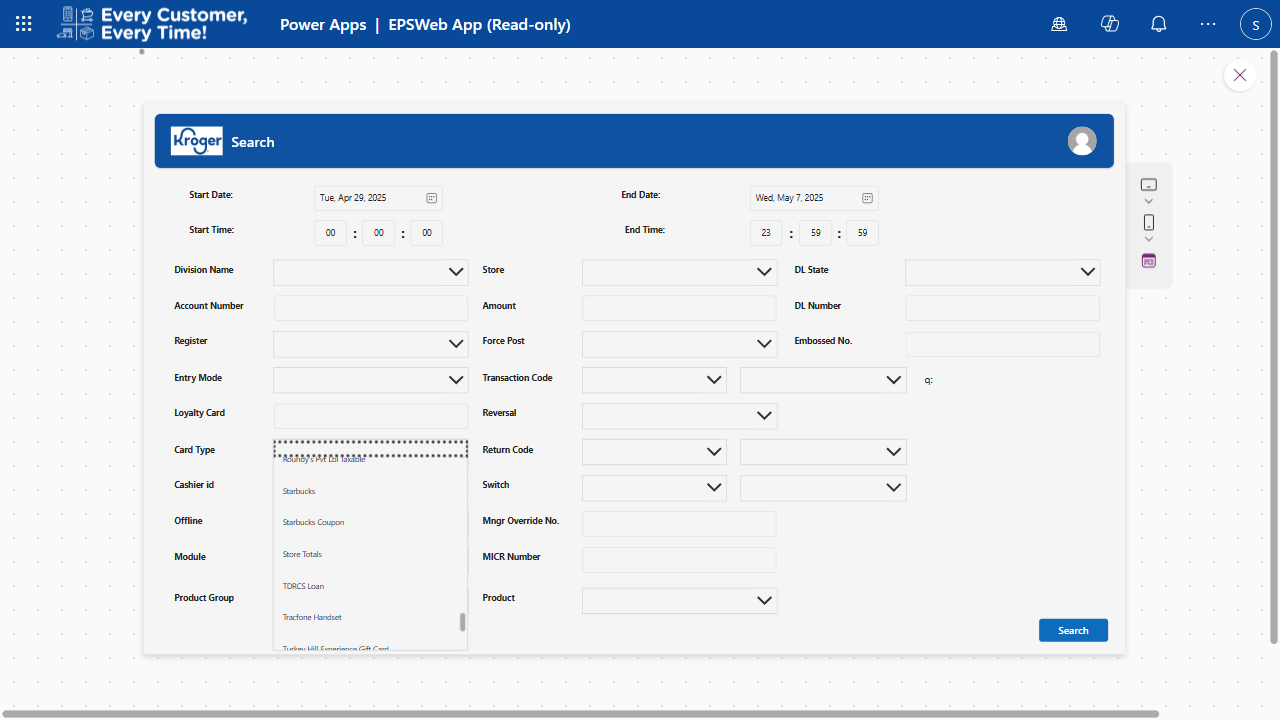 Every Customer,
Every Time!
Power Apps | EPSWeb App (Read-only)
S
Kroger Search
Start Date: Tue, Apr 29, 2025 End Date: Wed, May 7, 2025
Start Time: 00 : 00 : 00 End Time: 23 : 59 : 59
Division Name Store DL State
Account Number Amount DL Number
Register Force Post Embossed No.
Entry Mode Transaction Code q:
Loyalty Card Reversal
Card Type Return Code
Roundy's Pvt Lbl Taxable
Cashier id Starbucks Switch
Offline Starbucks Coupon Mngr Override No.
Module Store Totals MICR Number
TDRCS Loan
Product Group Product
Tracfone Handset
Search
Turkey Hill Experience Gift Card